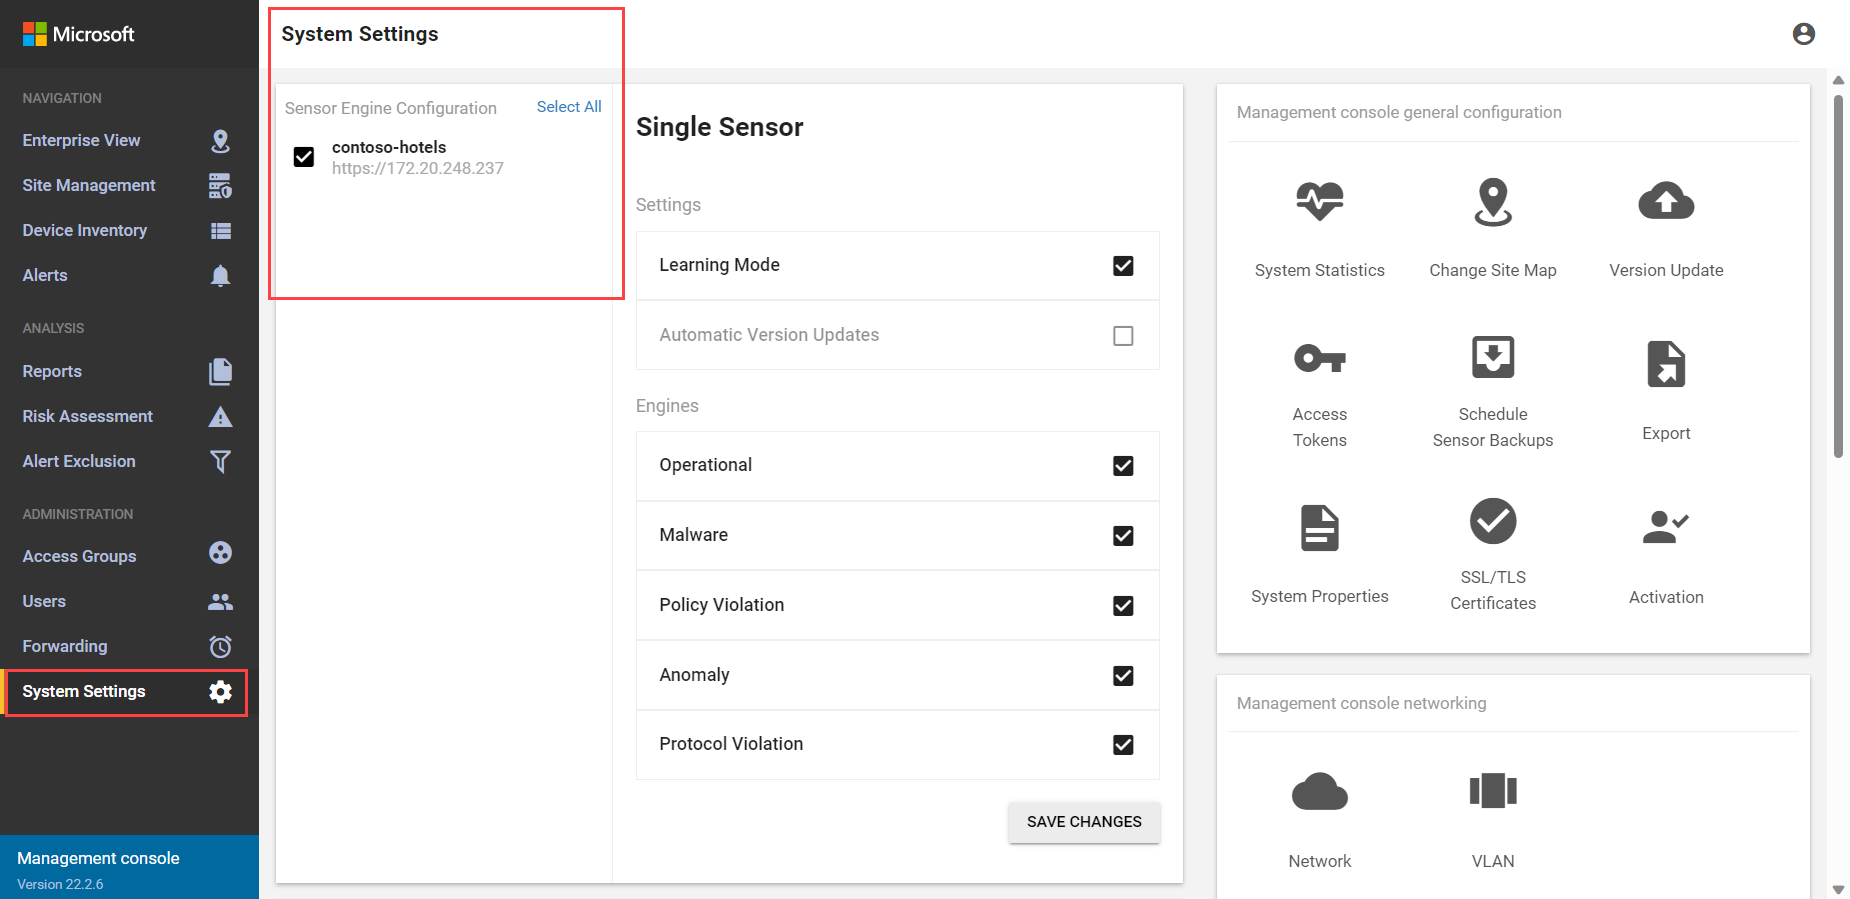 Microsoft
NAVIGATION
Enterprise View
Site Management
Device Inventory
Alerts
ANALYSIS
Reports
Risk Assessment
Alert Exclusion
ADMINISTRATION
Access Groups
Users
Forwarding
System Settings
Management console
Version 22.2.6
System Settings
Sensor Engine Configuration
Select All
contoso-hotels
https://172.20.248.237
Single Sensor
Settings
Learning Mode
Automatic Version Updates
Engines
Operational
Malware
Policy Violation
Anomaly
Protocol Violation
SAVE CHANGES
Management console general configuration
System Statistics
Change Site Map
Version Update
Access
Tokens
Schedule
Sensor Backups
Export
System Properties
SSL/TLS
Certificates
Activation
Management console networking
Network
VLAN